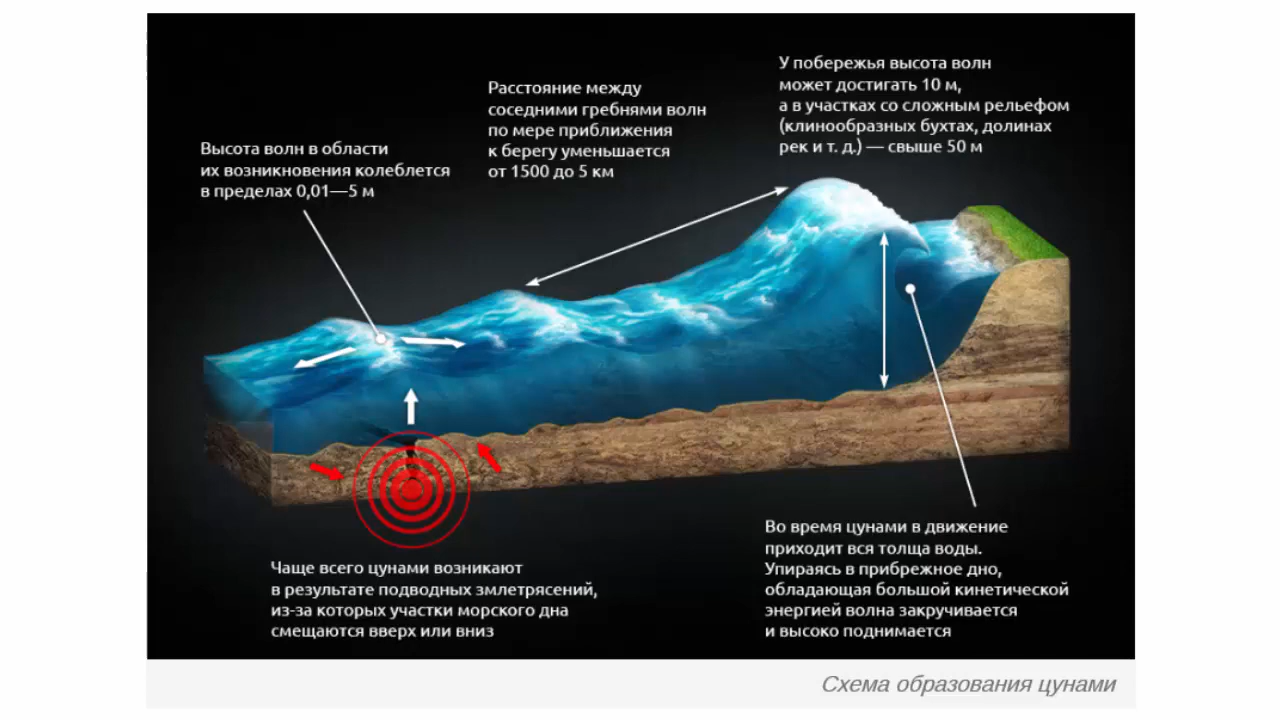 У побережья высота волн
может достигать 10 м,
а в участках со сложным рельефом
(клинообразных бухтах, долинах
рек и т. д.) — свыше 50 м
Расстояние между
соседними гребнями волн
по мере приближения
к берегу уменьшается
от 1500 до 5 км
Высота волн в области
их возникновения колеблется
в пределах 0,01—5 м
Чаще всего цунами возникают
в результате подводных змлетрясений,
из-за которых участки морского дна
смещаются вверх или вниз
Во время цунами в движение
приходит вся толща воды.
Упираясь в прибрежное дно,
обладающая большой кинетической
энергией волна закручивается
и высоко поднимается
Схема образования цунами